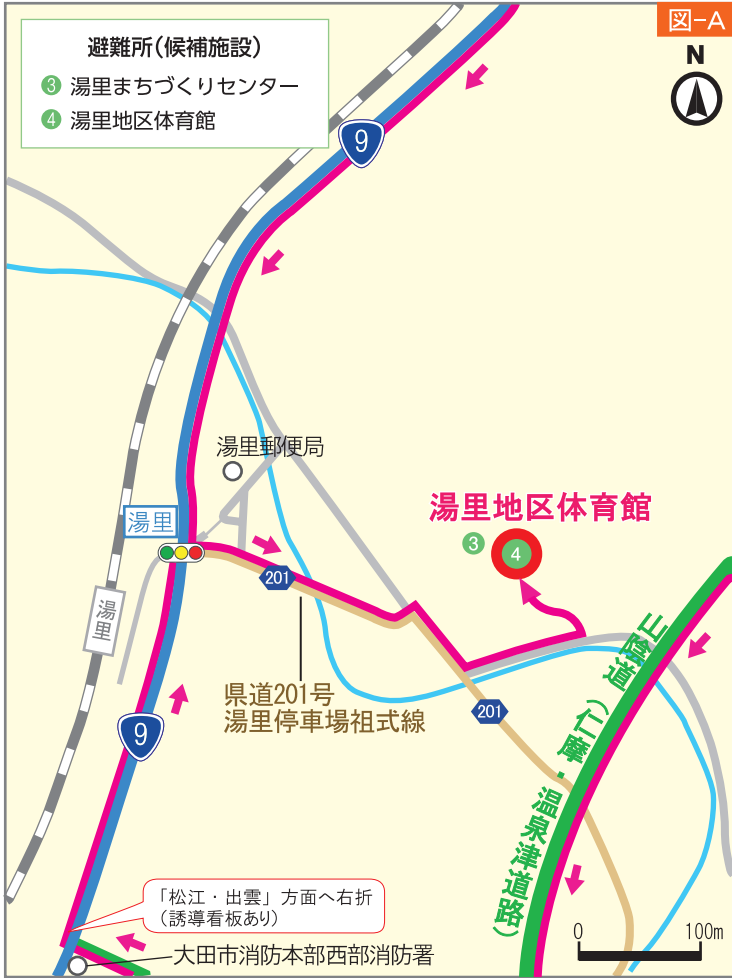 図-A
避難所(候補施設)
3 湯里まちづくりセンター
4 湯里地区体育館
N
9
湯里郵便局
湯里
湯里地区体育館
3
4
201
湯里
県道201号
湯里停車場祖式線
201
9
山陰道(仁摩・温泉津道路)
「松江・出雲」方面へ右折
(誘導看板あり)
大田市消防本部西部消防署
0 100m